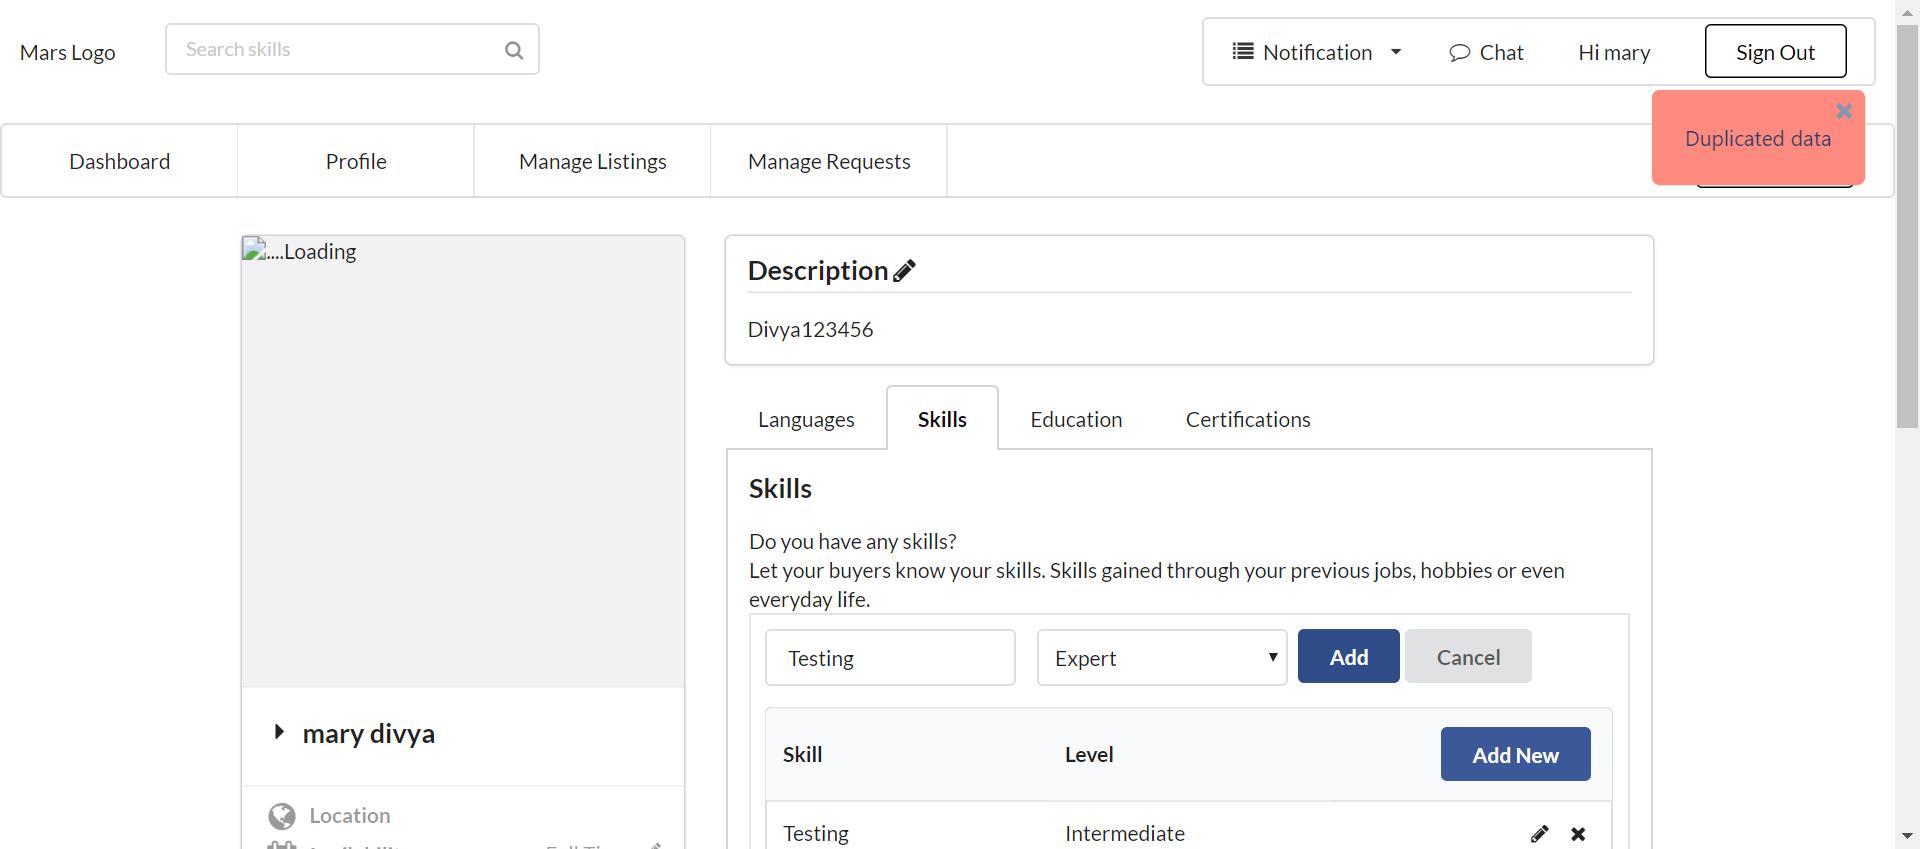 Mars Logo
Search skills
Notification
Chat
Hi mary
Sign Out
Duplicated data
Dashboard
Profile
Manage Listings
Manage Requests
....Loading
mary divya
Location
Description
Divya123456
Languages
Skills
Education
Certifications
Skills
Do you have any skills?
Let your buyers know your skills. Skills gained through your previous jobs, hobbies or even
everyday life.
Testing
Expert
Add
Cancel
Skill
Level
Add New
Testing
Intermediate